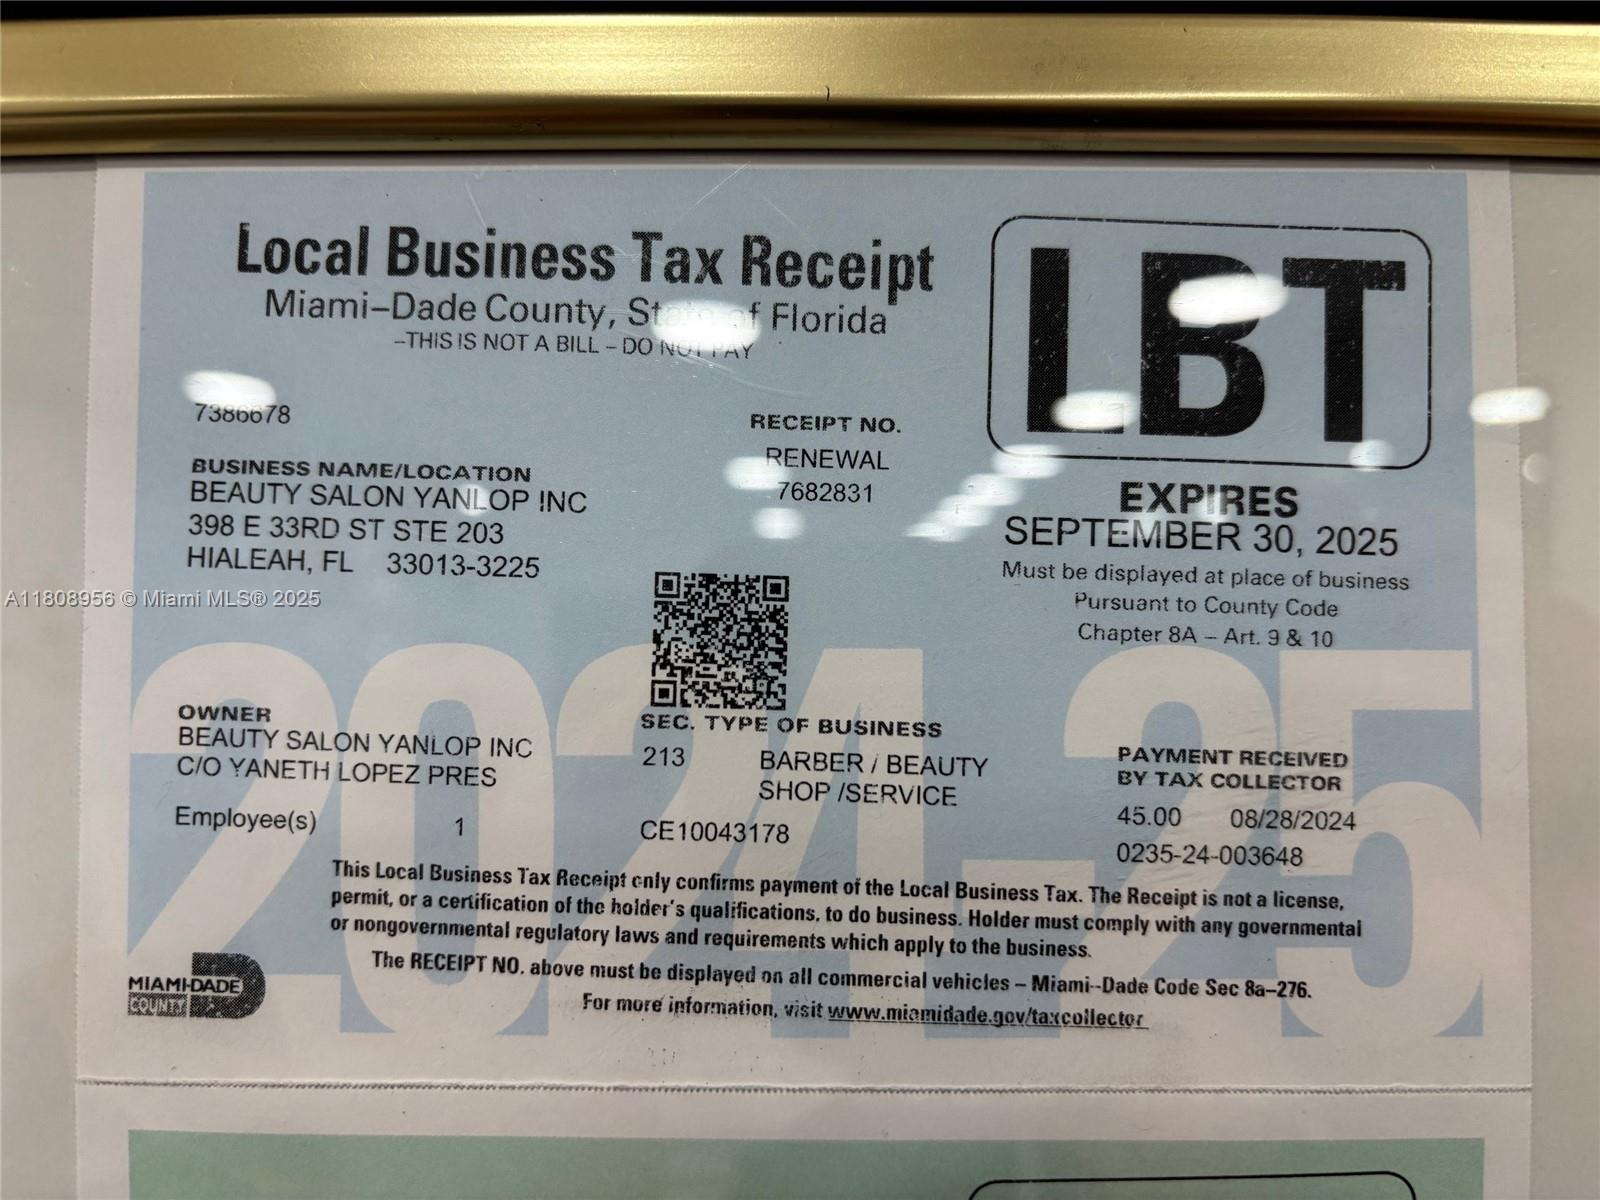 Local Business Tax Receipt
Miami-Dade County, State of Florida
-THIS IS NOT A BILL - DO NOT PAY
LBT
7386678
RECEIPT NO.
RENEWAL
7682831
BUSINESS NAME/LOCATION
BEAUTY SALON YANLOP INC
398 E 33RD ST STE 203
HIALEAH, FL 33013-3225
EXPIRES
SEPTEMBER 30, 2025
Must be displayed at place of business
Pursuant to County Code
Chapter 8A – Art. 9 & 10
A11808956 © Miami MLS® 2025
2024-25
OWNER
BEAUTY SALON YANLOP INC
C/O YANETH LOPEZ PRES
Employee(s) 1
SEC. TYPE OF BUSINESS
213 BARBER / BEAUTY
SHOP /SERVICE
CE10043178
PAYMENT RECEIVED
BY TAX COLLECTOR
45.00 08/28/2024
0235-24-003648
This Local Business Tax Receipt only confirms payment of the Local Business Tax. The Receipt is not a license,
permit, or a certification of the holder's qualifications, to do business. Holder must comply with any governmental
or nongovernmental regulatory laws and requirements which apply to the business.
The RECEIPT NO. above must be displayed on all commercial vehicles – Miami-Dade Code Sec 8a-276.
For more information, visit www.miamidade.gov/taxcollector
MIAMI-DADE
COUNTY